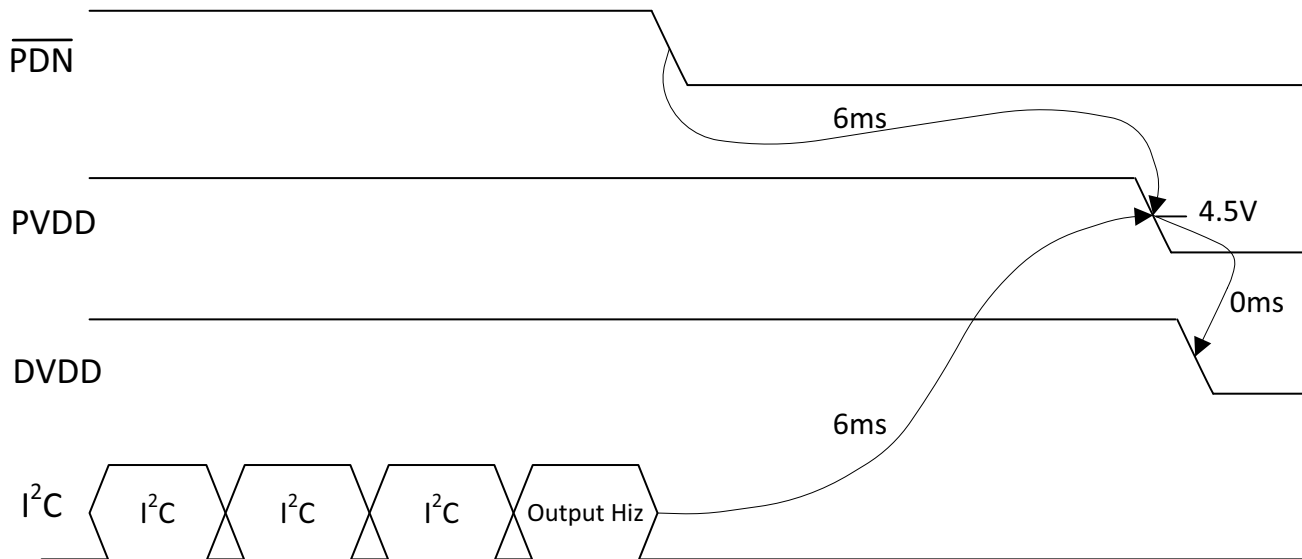 PDN
6ms
PVDD
4.5V
0ms
DVDD
6ms
I²C
I²C
I²C
I²C
Output Hiz